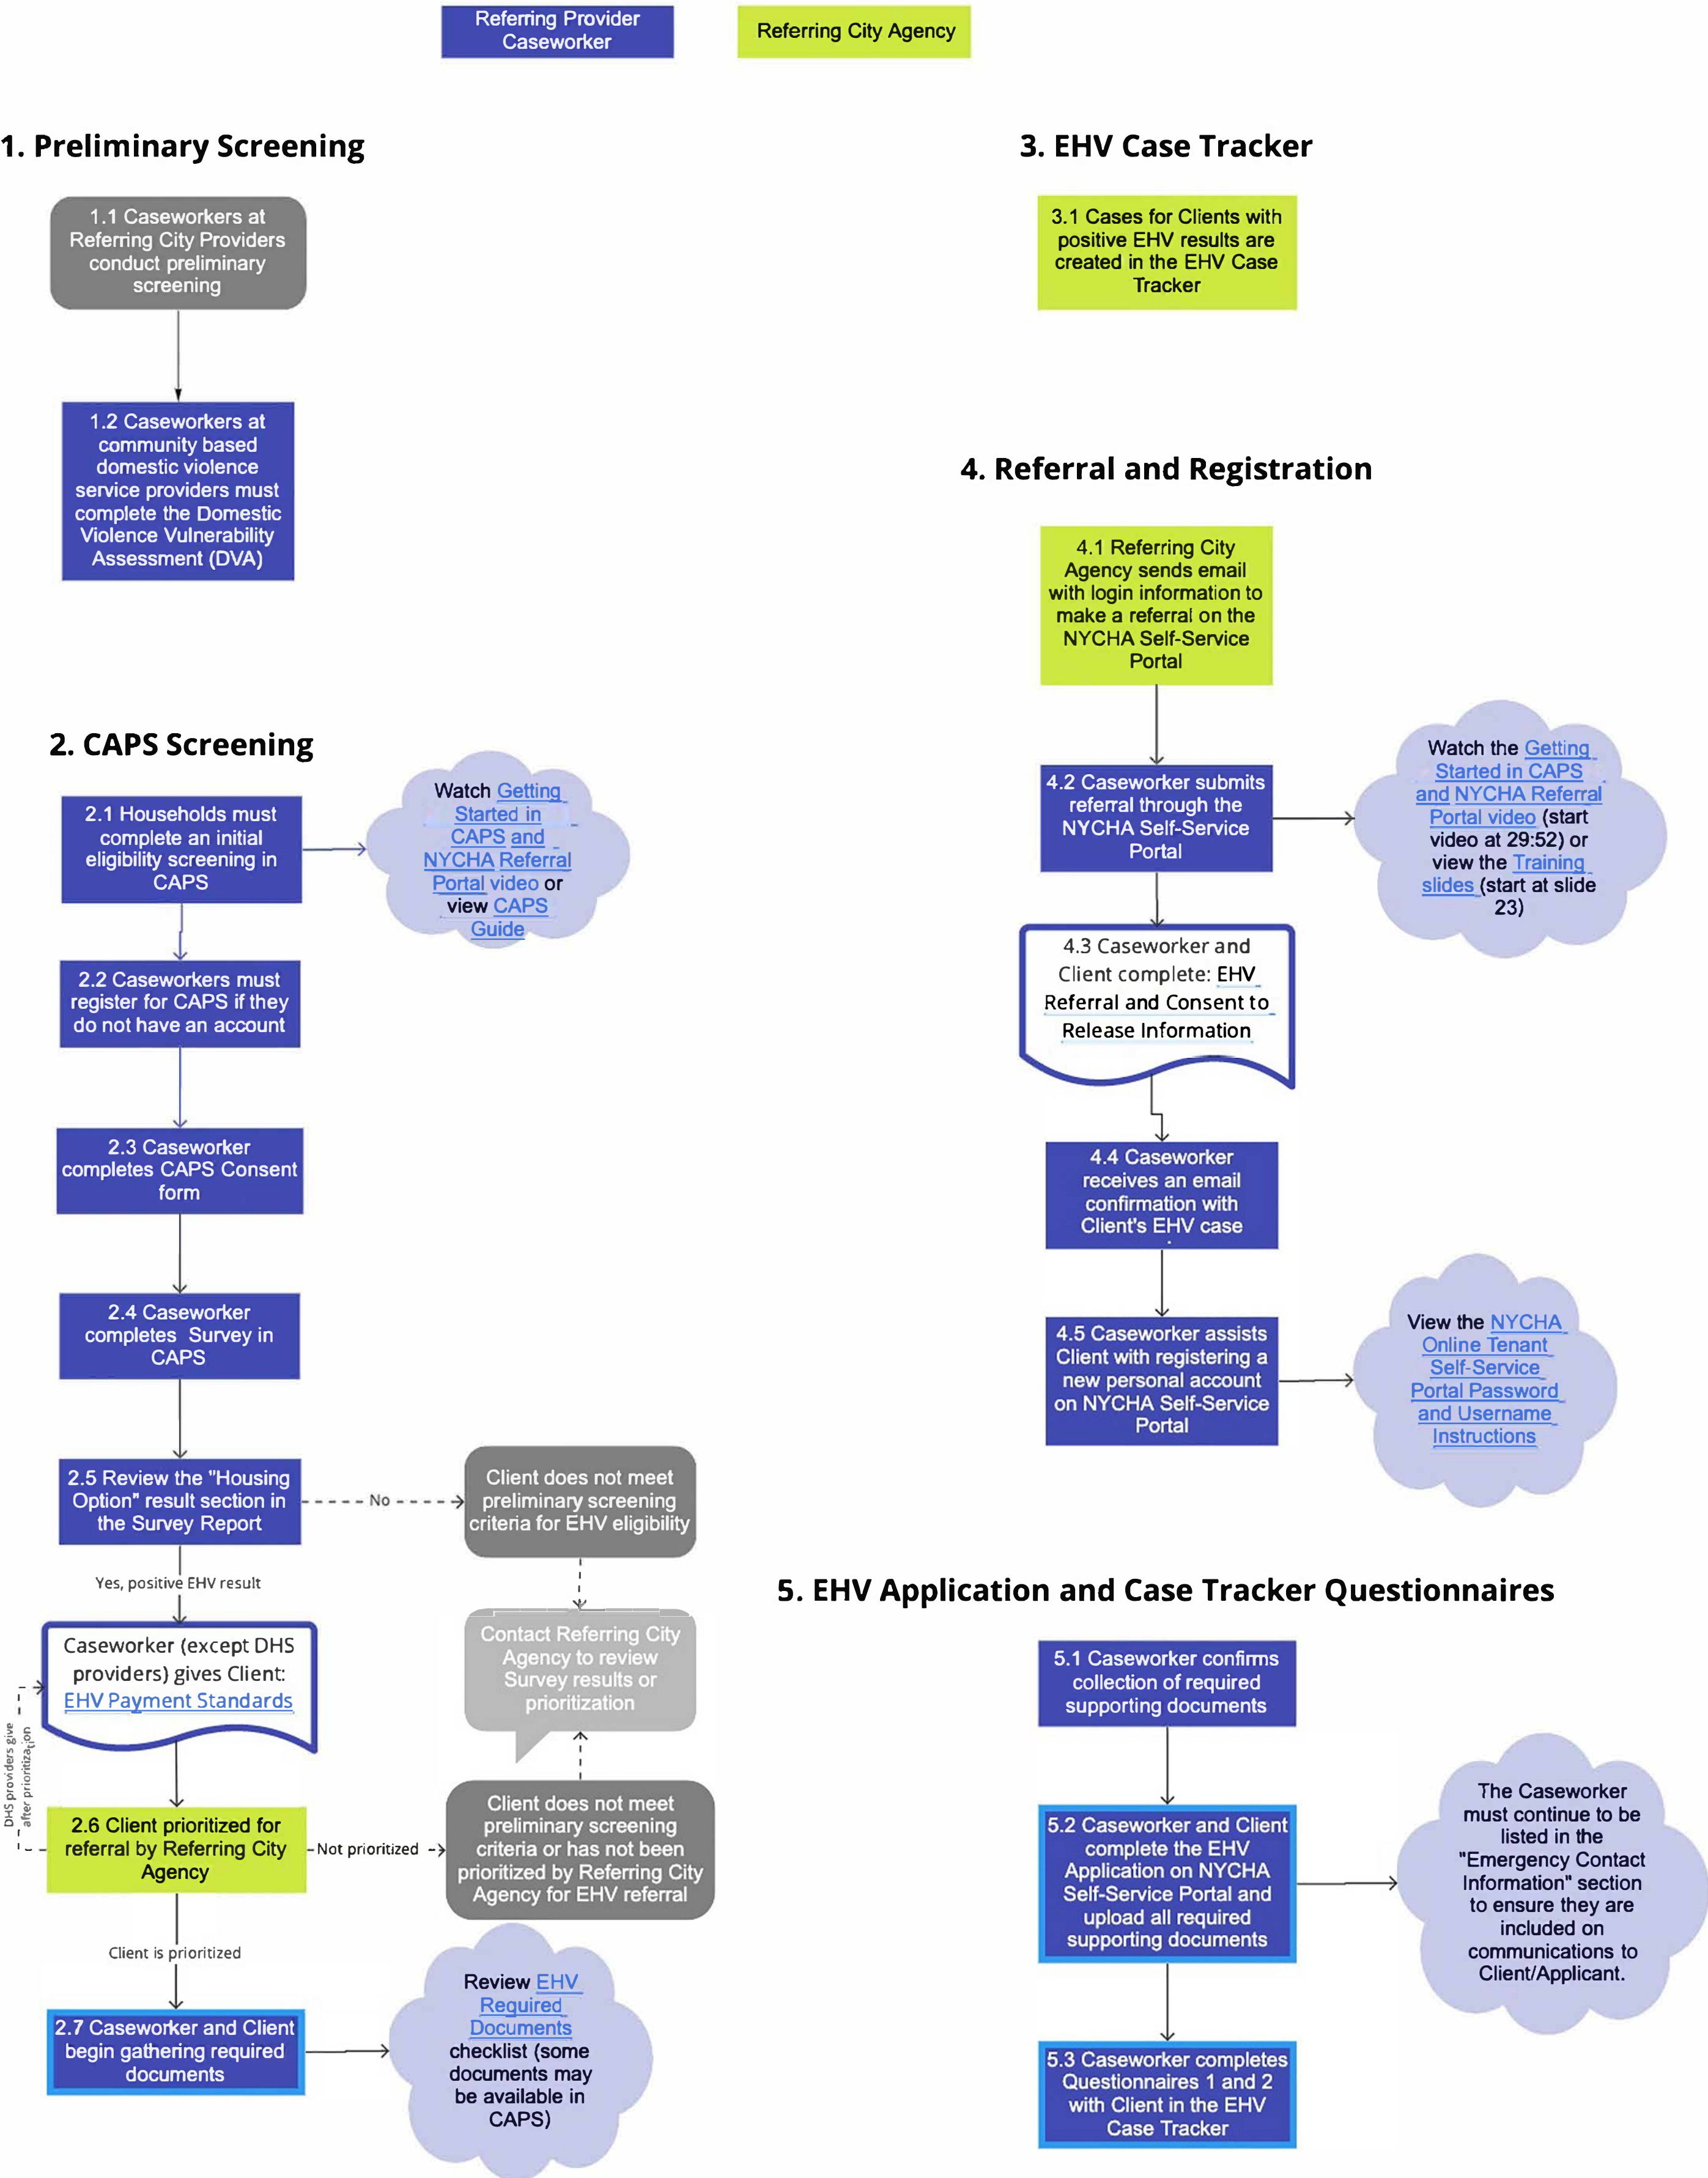 Referring Provider
Caseworker
Referring City Agency
1. Preliminary Screening
1.1 Caseworkers at
Referring City Providers
conduct preliminary
screening
1.2 Caseworkers at
community based
domestic violence
service providers must
complete the Domestic
Violence Vulnerability
Assessment (DVA)
2. CAPS Screening
2.1 Households must
complete an initial
eligibility screening in
CAPS
Watch Getting
Started in
CAPS and
NYCHA Referral
Portal video or
view CAPS
Guide
2.2 Caseworkers must
register for CAPS if they
do not have an account
2.3 Caseworker
completes CAPS Consent
form
2.4 Caseworker
completes Survey in
CAPS
2.5 Review the "Housing
Option" result section in
the Survey Report
No
Client does not meet
preliminary screening
criteria for EHV eligibility
Yes, positive EHV result
Caseworker (except DHS
providers) gives Client:
EHV Payment Standards
Contact Referring City
Agency to review
Survey results or
prioritization
DHS providers give
after prioritization
2.6 Client prioritized for
referral by Referring City
Agency
Not prioritized
Client does not meet
preliminary screening
criteria or has not been
prioritized by Referring City
Agency for EHV referral
Client is prioritized
2.7 Caseworker and Client
begin gathering required
documents
Review EHV
Required
Documents
checklist (some
documents may
be available in
CAPS)
3. EHV Case Tracker
3.1 Cases for Clients with
positive EHV results are
created in the EHV Case
Tracker
4. Referral and Registration
4.1 Referring City
Agency sends email
with login information to
make a referral on the
NYCHA Self-Service
Portal
4.2 Caseworker submits
referral through the
NYCHA Self-Service
Portal
Watch the Getting
Started in CAPS
and NYCHA Referral
Portal video (start
video at 29:52) or
view the Training
slides (start at slide
23)
4.3 Caseworker and
Client complete: EHV
Referral and Consent to
Release Information
4.4 Caseworker
receives an email
confirmation with
Client's EHV case
.
4.5 Caseworker assists
Client with registering a
new personal account
on NYCHA Self-Service
Portal
View the NYCHA
Online Tenant
Self-Service
Portal Password
and Username
Instructions
5. EHV Application and Case Tracker Questionnaires
5.1 Caseworker confirms
collection of required
supporting documents
5.2 Caseworker and Client
complete the EHV
Application on NYCHA
Self-Service Portal and
upload all required
supporting documents
The Caseworker
must continue to be
listed in the
"Emergency Contact
Information" section
to ensure they are
included on
communications to
Client/Applicant.
5.3 Caseworker completes
Questionnaires 1 and 2
with Client in the EHV
Case Tracker